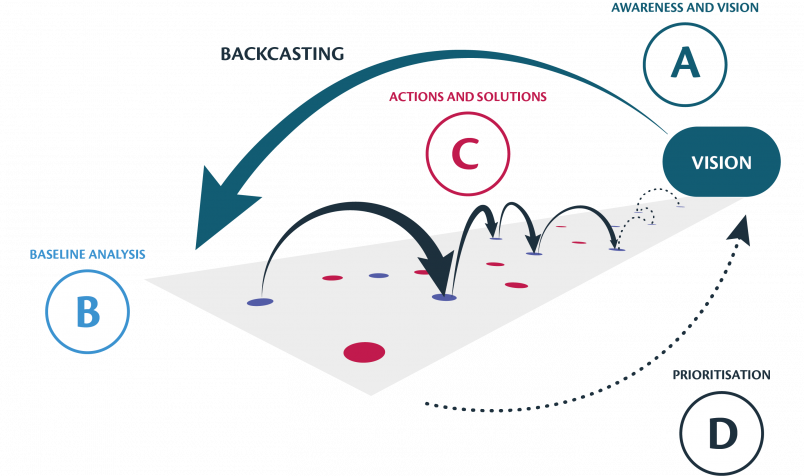 AWARENESS AND VISION
A
BACKCASTING
ACTIONS AND SOLUTIONS
C
VISION
BASELINE ANALYSIS
B
PRIORITISATION
D